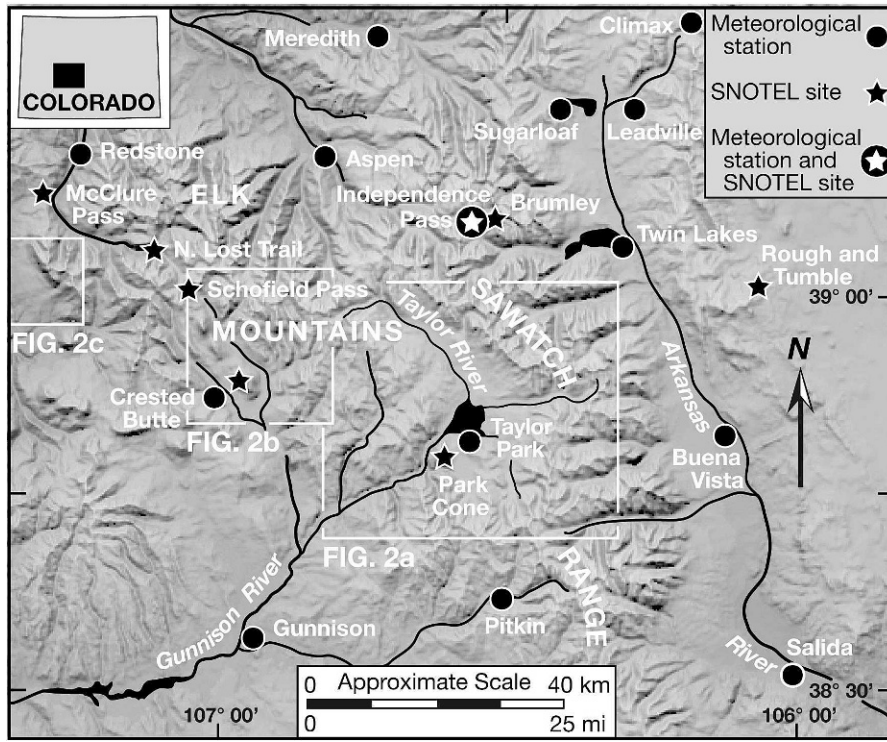 COLORADO
Meredith
Climax
Meteorological
station
SNOTEL site
Meteorological
station and
SNOTEL site
Sugarloaf
Leadville
Redstone
Aspen
McClure
Pass
ELK
Independence
Pass
Brumley
N. Lost Trail
Twin Lakes
Rough and
Tumble
Schofield Pass
39° 00’
FIG. 2c
MOUNTAINS
Taylor River
SAWATCH
N
Crested
Butte
FIG. 2b
Arkansas
Taylor
Park
Buena
Vista
Park
Cone
FIG. 2a
RANGE
Gunnison River
Gunnison
Pitkin
River
Salida
0 Approximate Scale 40 km
0 25 mi
38° 30’
107° 00’
106° 00’